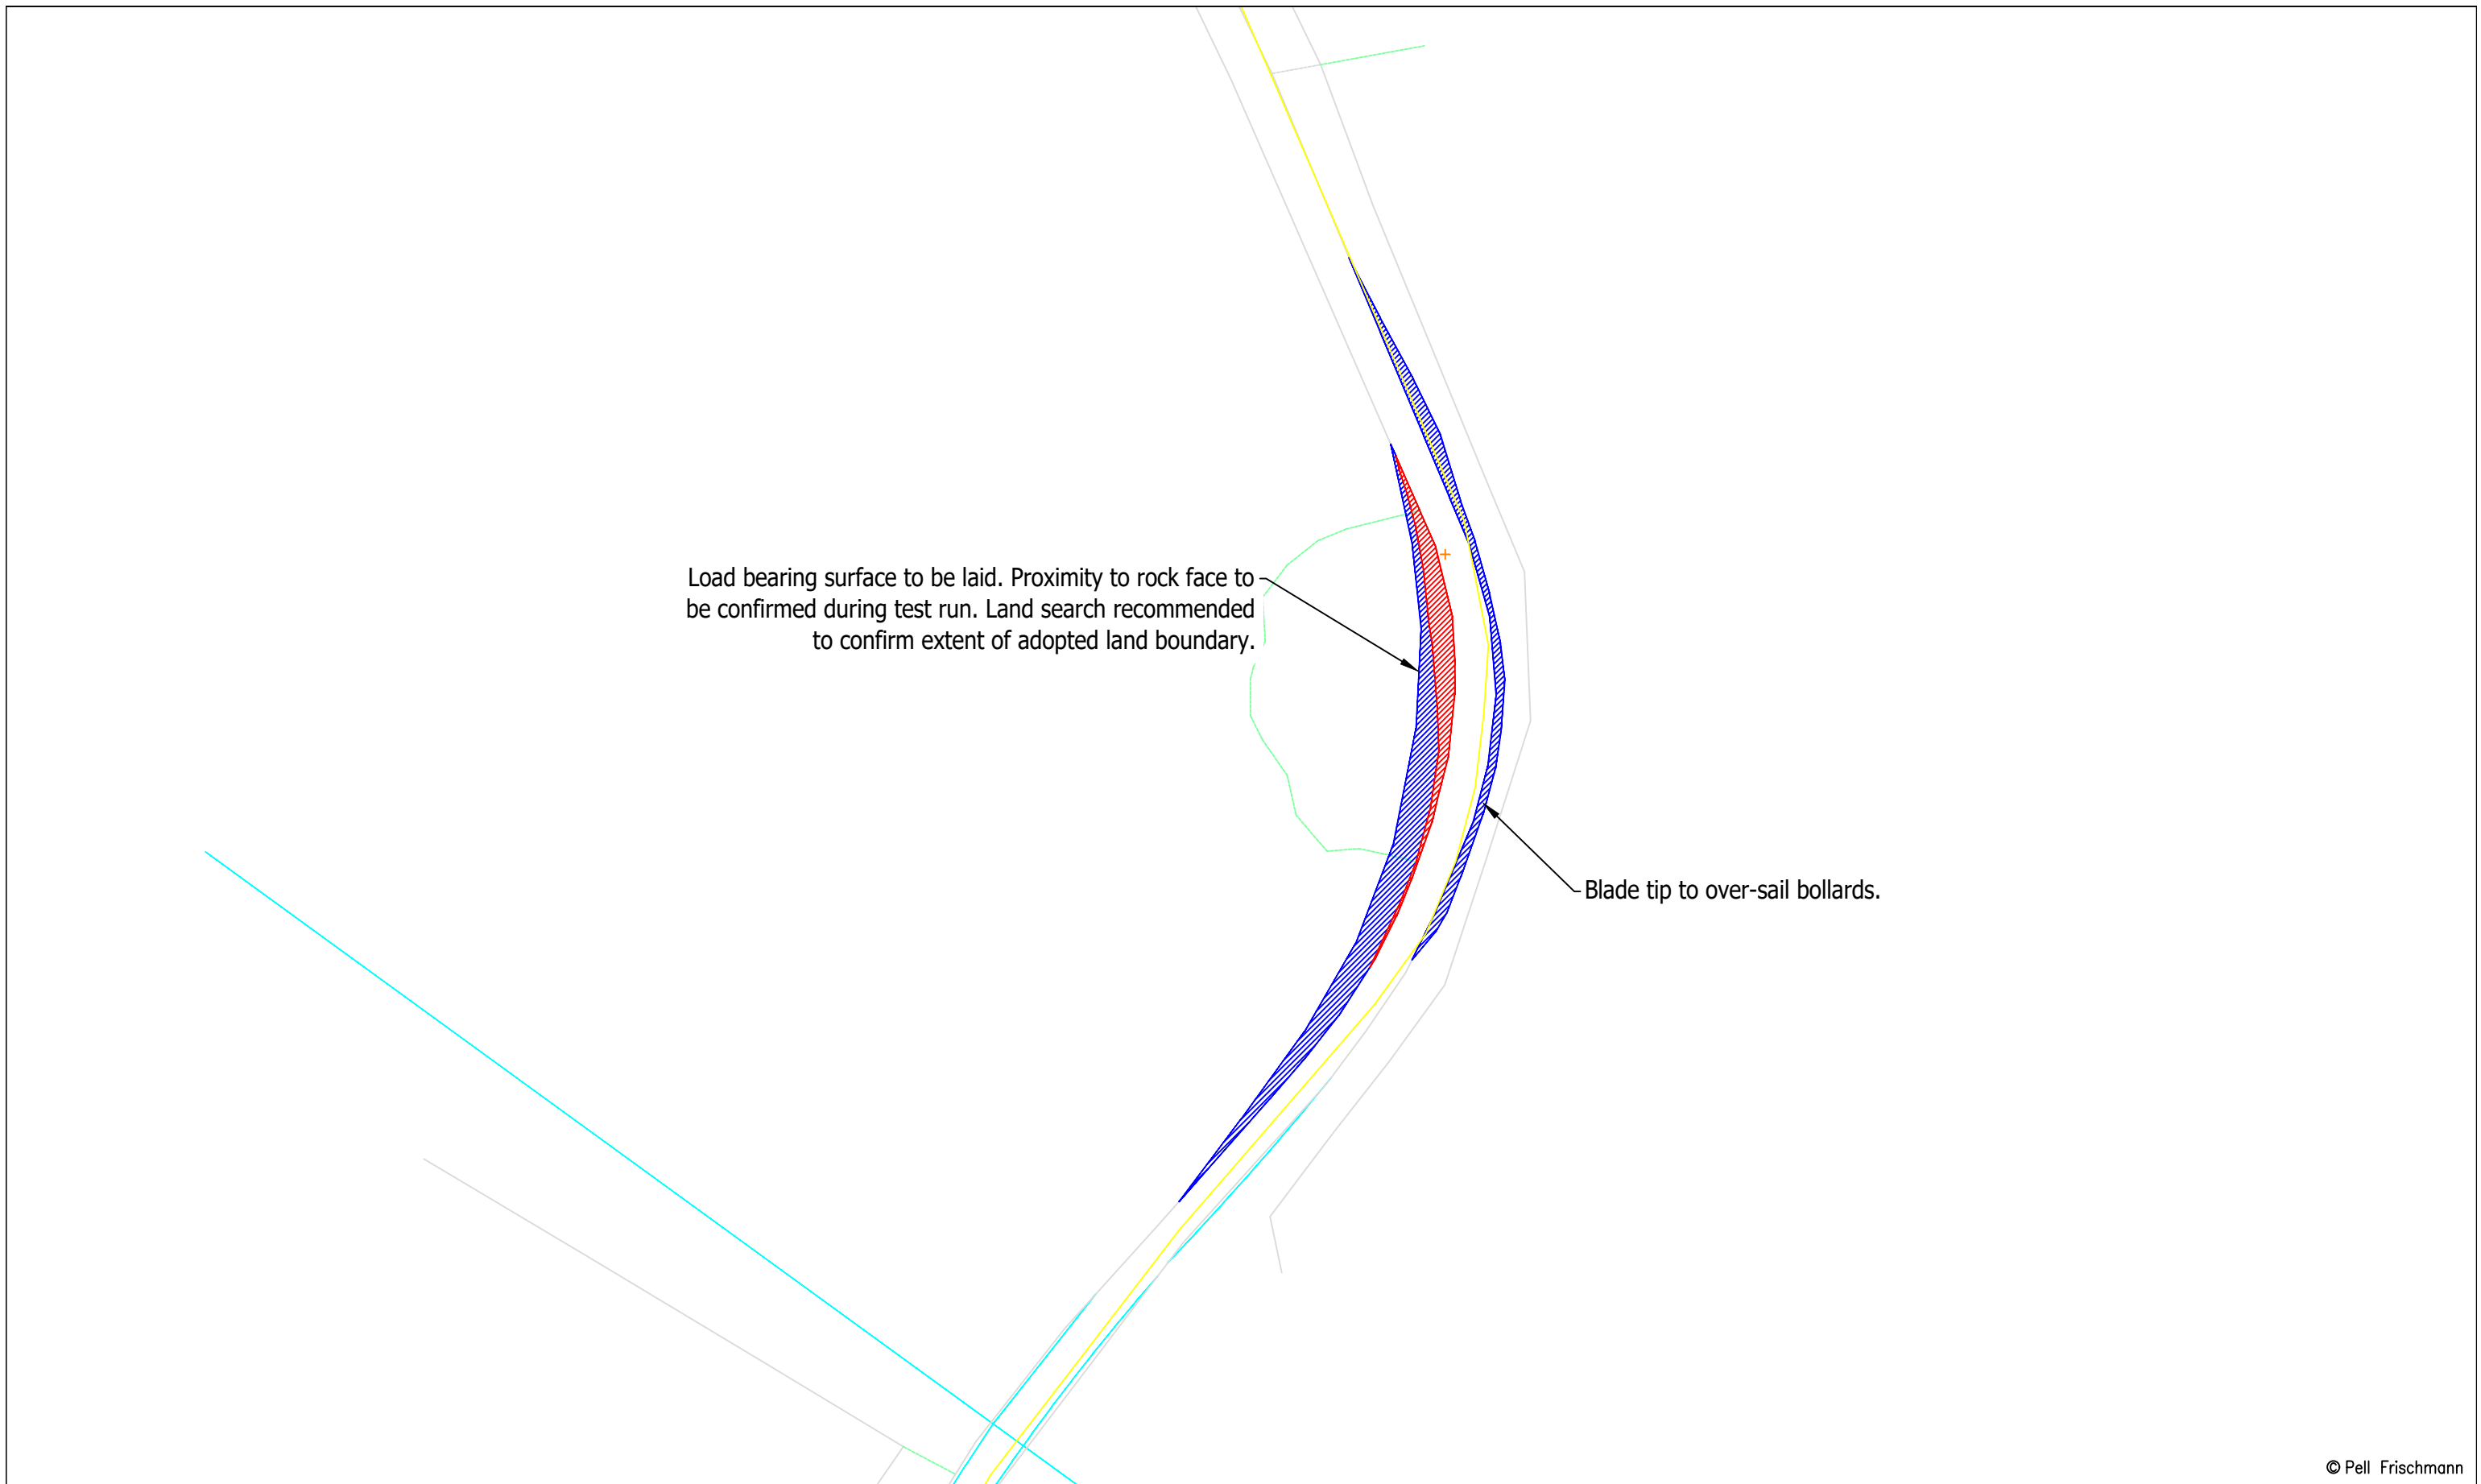 Load bearing surface to be laid. Proximity to rock face to
be confirmed during test run. Land search recommended
to confirm extent of adopted land boundary.
Blade tip to over-sail bollards.
© Pell Frischmann